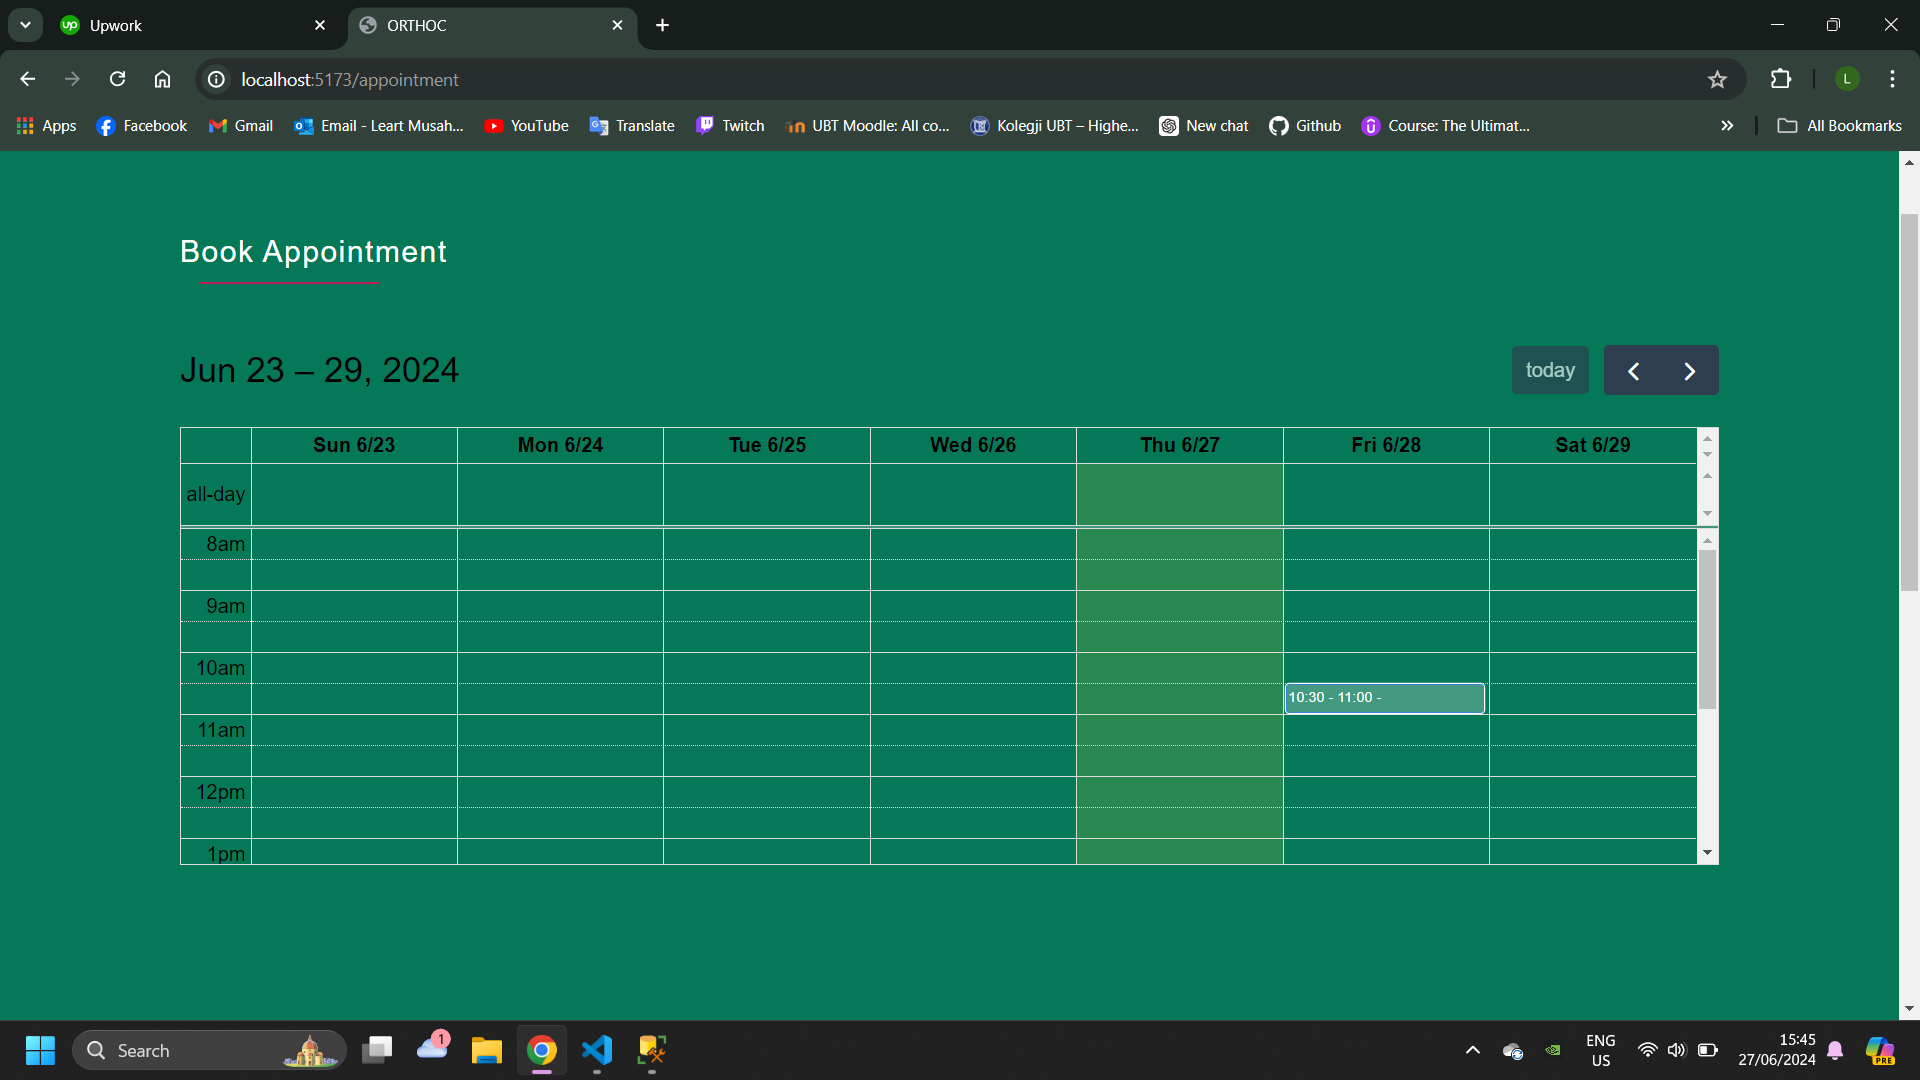 Upwork
ORTHOC
localhost:5173/appointment
Apps
Facebook
Gmail
Email - Leart Musah...
YouTube
Translate
Twitch
UBT Moodle: All co...
Kolegji UBT – Highe...
New chat
Github
Course: The Ultimat...
All Bookmarks
Book Appointment
Jun 23 – 29, 2024
today
Sun 6/23 Mon 6/24 Tue 6/25 Wed 6/26 Thu 6/27 Fri 6/28 Sat 6/29
all-day
8am
9am
10am
10:30 - 11:00 -
11am
12pm
1pm
Search
1
ENG
US
15:45
27/06/2024
PRE
L
up